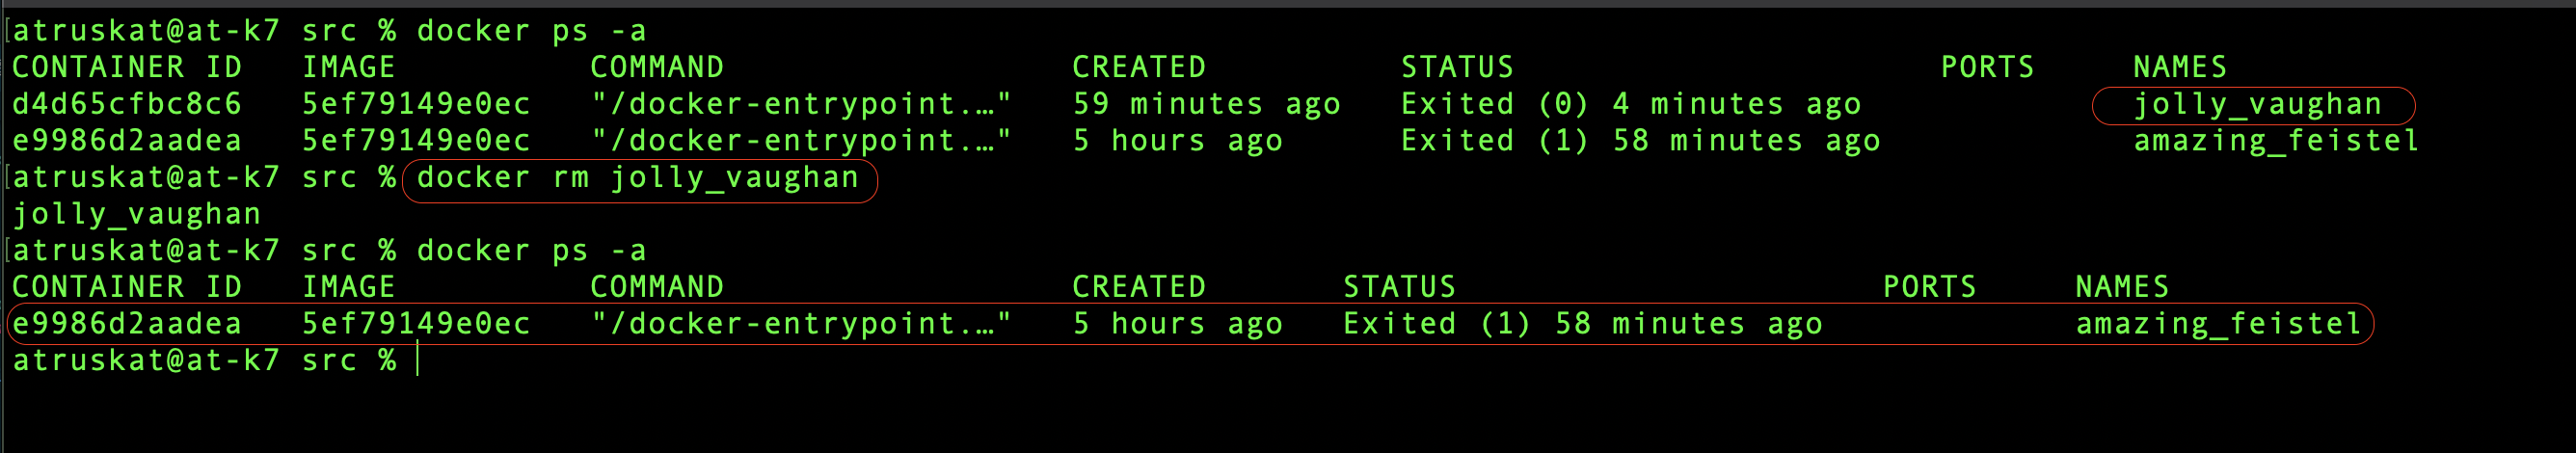 atruskat@at-k7 src % docker ps -a
CONTAINER ID   IMAGE          COMMAND                  CREATED          STATUS                      PORTS     NAMES
d4d65cfbc8c6   5ef79149e0ec   "/docker-entrypoint.…"   59 minutes ago   Exited (0) 4 minutes ago              jolly_vaughan
e9986d2aadea   5ef79149e0ec   "/docker-entrypoint.…"   5 hours ago      Exited (1) 58 minutes ago             amazing_feistel
atruskat@at-k7 src % docker rm jolly_vaughan
jolly_vaughan
atruskat@at-k7 src % docker ps -a
CONTAINER ID   IMAGE          COMMAND                  CREATED       STATUS                      PORTS     NAMES
e9986d2aadea   5ef79149e0ec   "/docker-entrypoint.…"   5 hours ago   Exited (1) 58 minutes ago             amazing_feistel
atruskat@at-k7 src %